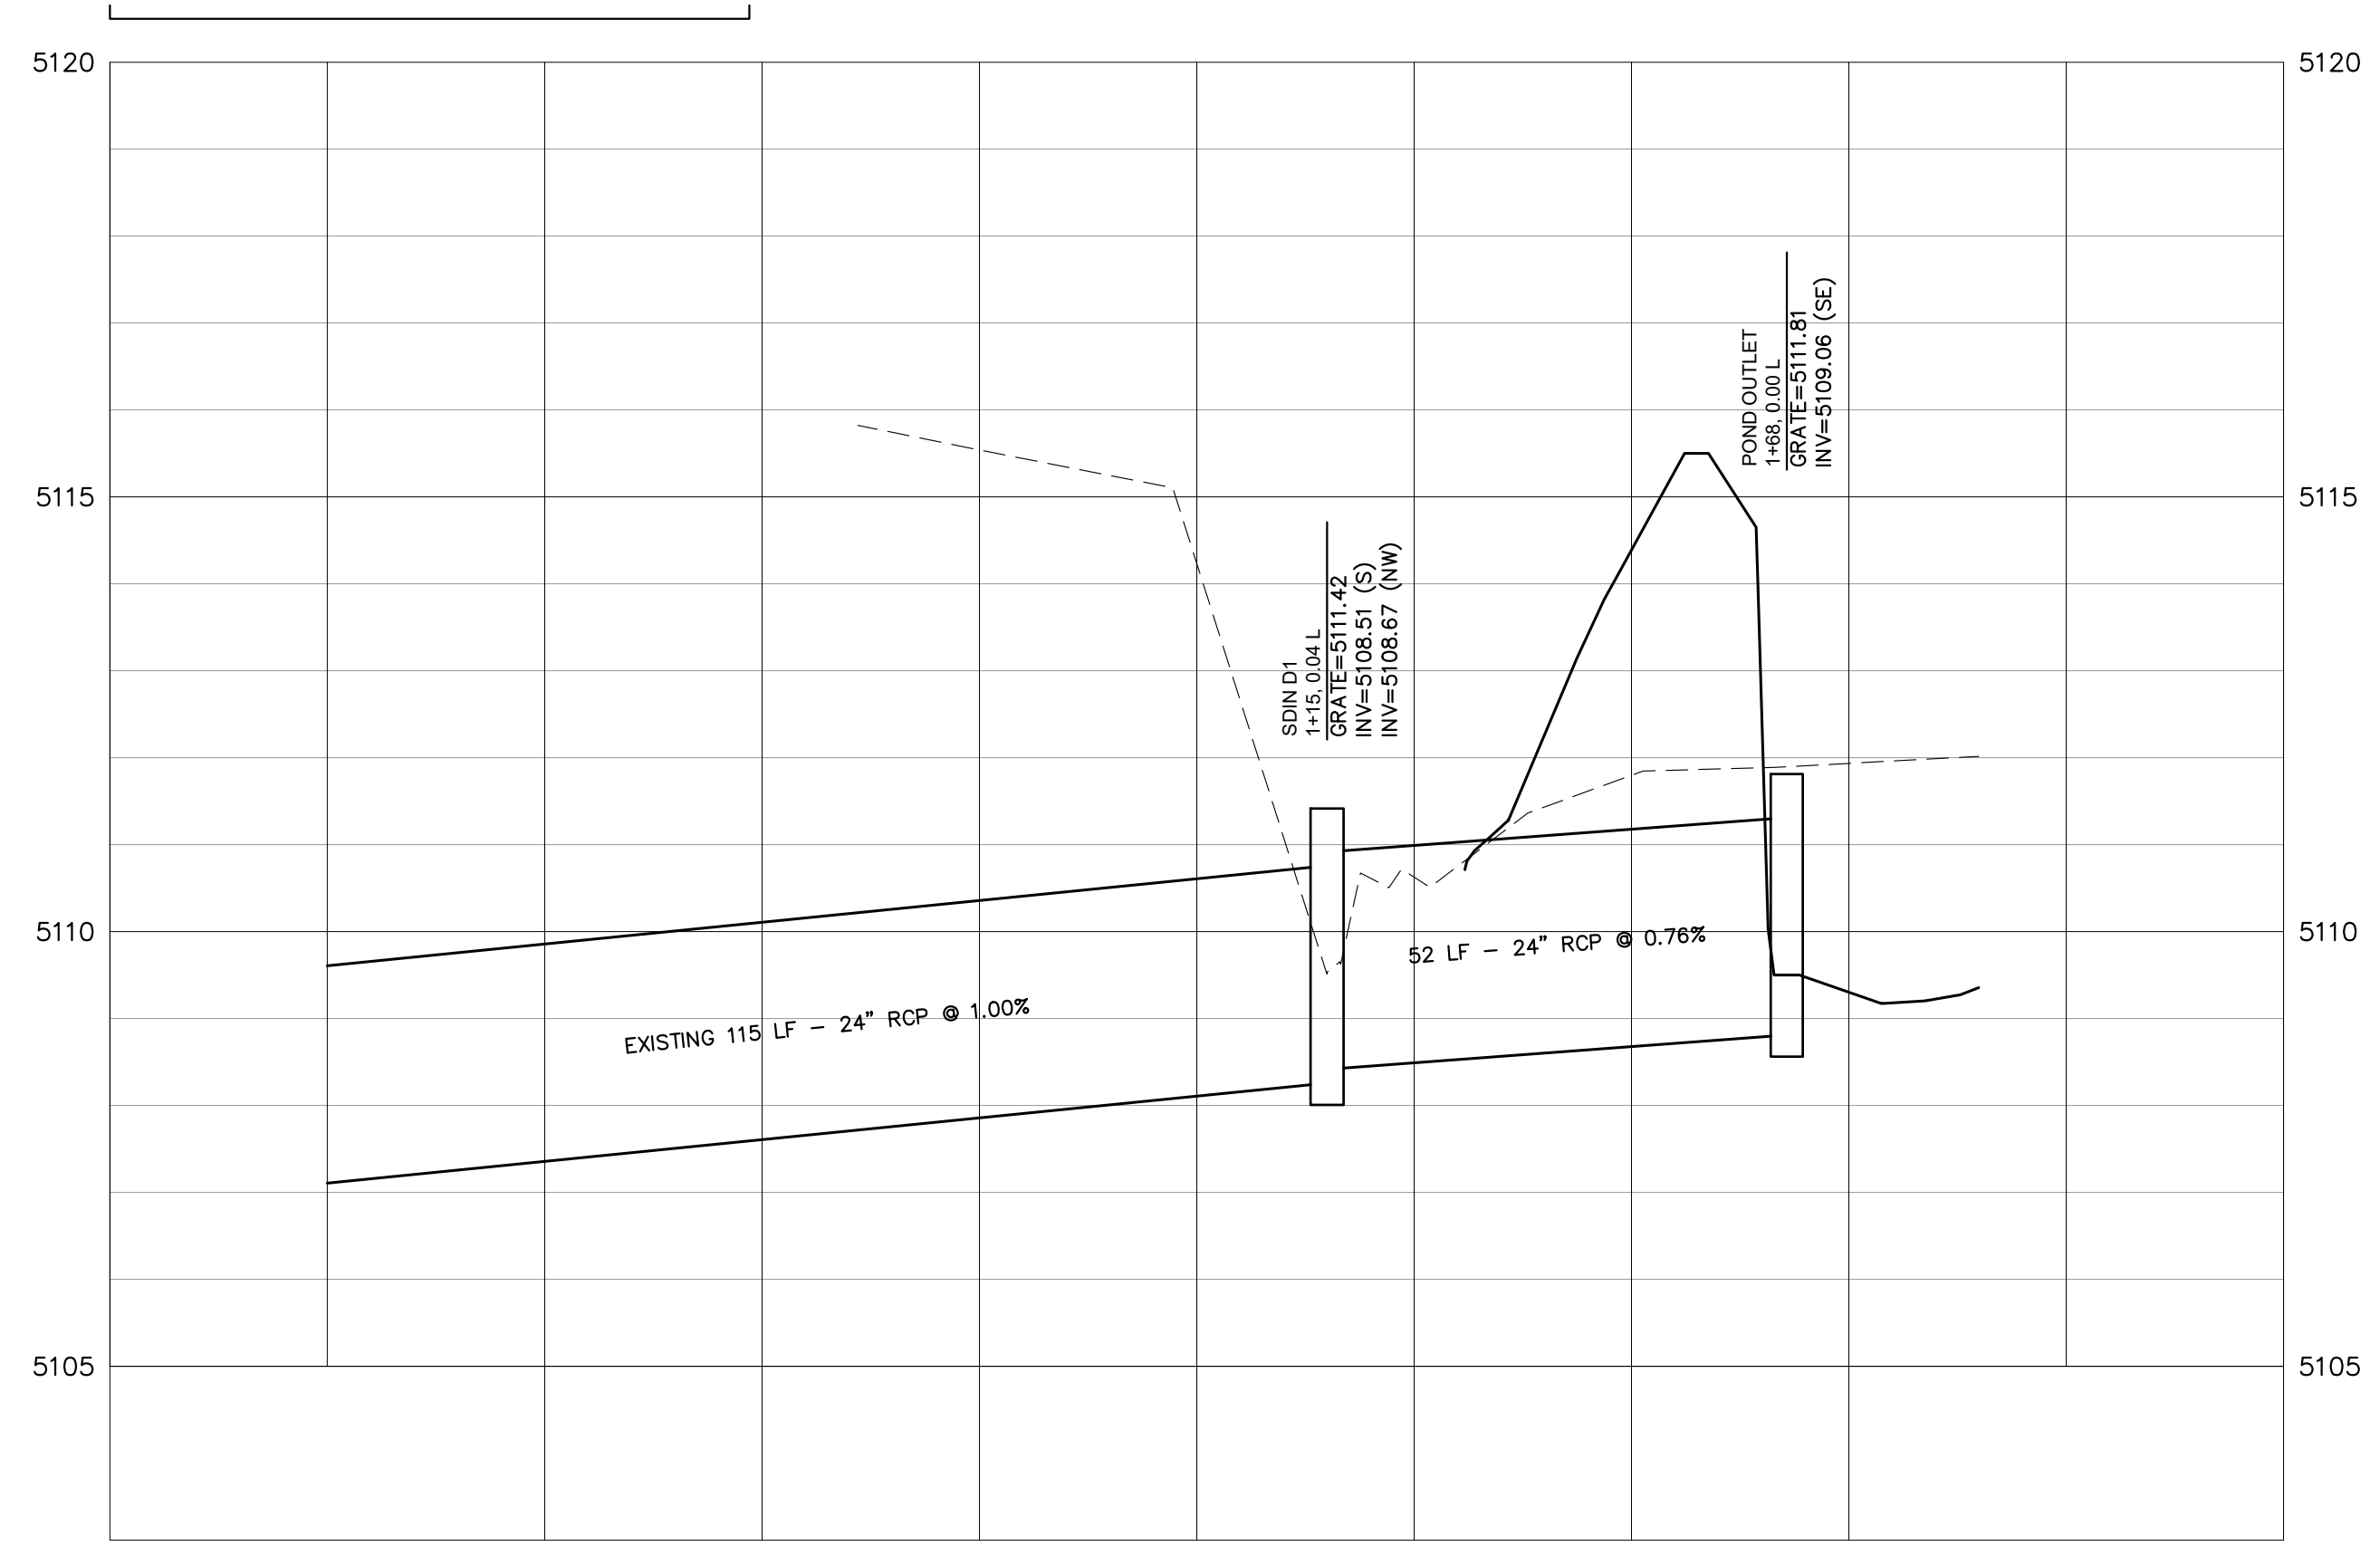 5120
5120
POND OUTLET
1+68, 0.00 L
GRATE=5111.81
INV=5109.06 (SE)
5115
5115
SDIN D1
1+15, 0.04 L
GRATE=5111.42
INV=5108.51 (S)
INV=5108.67 (NW)
5110
5110
52 LF - 24" RCP @ 0.76%
EXISTING 115 LF - 24" RCP @ 1.00%
5105
5105